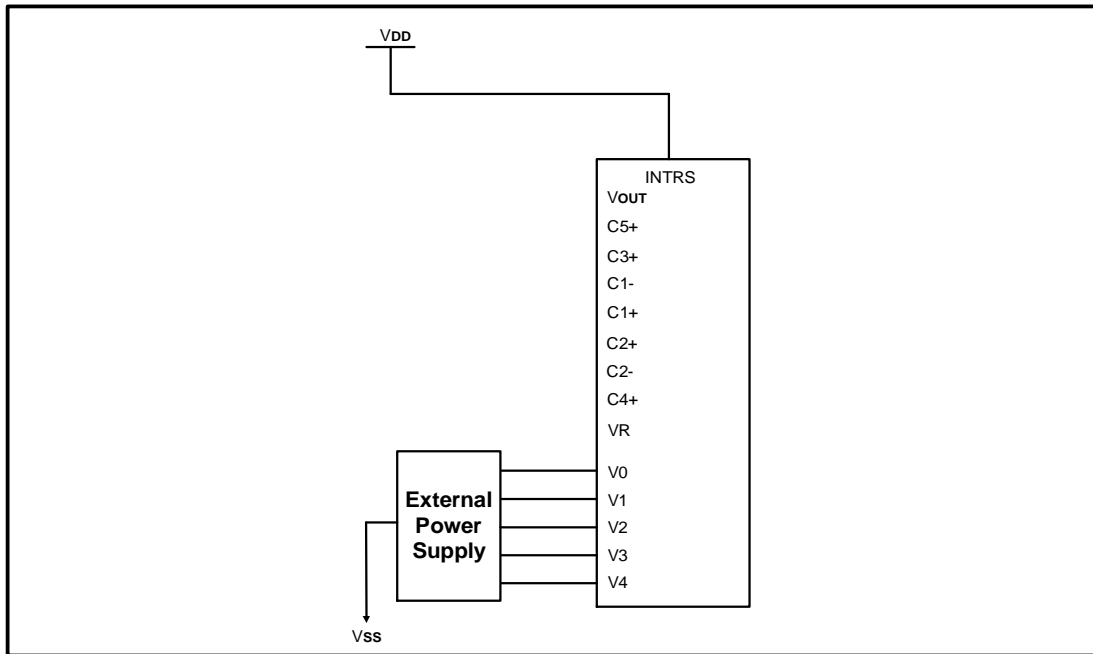 VDD
INTRS
VOUT
C5+
C3+
C1-
C1+
C2+
C2-
C4+
VR
V0
V1
V2
V3
V4
External
Power
Supply
VSS